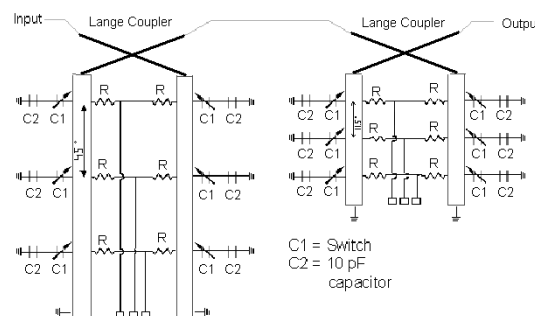 Input
Lange Coupler
Lange Coupler
Output
R R R R
C2 C1 C1 C2 C2 C1 C1 C2
45° 11.5°
R R
C2 C1 C1 C2
R R R R
C2 C1 C1 C2 C2 C1 C1 C2
R R
C2 C1 C1 C2
C1 = Switch
C2 = 10 pF
capacitor